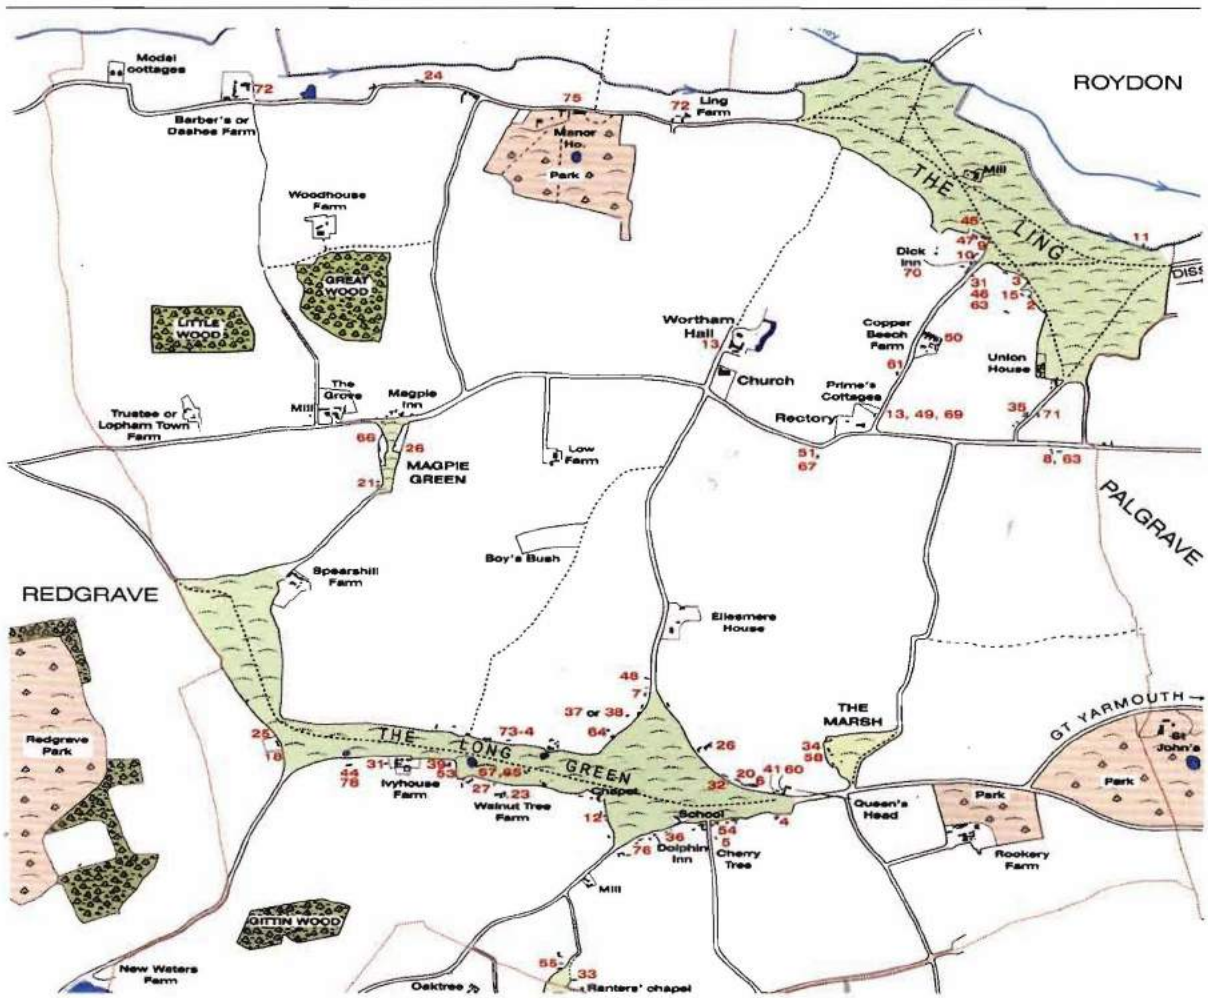 ney
Model
cottages
72
Barber's or
Dashes Farm
24
75
Manor
Ho.
Park
72
Ling
Farm
ROYDON
THE
LING
Mill
11
DISS
Woodhouse
Farm
GREAT
WOOD
LITTLE
WOOD
45
47
9
10
Dick
Inn
70
31
46
63
3
15
2
Wortham
Hall
13
Church
Copper
Beech
Farm
50
61
Union
House
Prime's
Cottages
Rectory
13, 49, 69
35
71
51,
67
8, 63
The
Grove
Mill
Magpie
Inn
Trustee or
Lopham Town
Farm
66
26
MAGPIE
GREEN
21
Low
Farm
Boy's Bush
PALGRAVE
REDGRAVE
Spearshill
Farm
Ellesmere
House
Redgrave
Park
48
7
37 or 38
64
73-4
THE LONG GREEN
25
18
44
78
31
Ivyhouse
Farm
39
53
57,65
27
23
Walnut Tree
Farm
Chapel
12
26
32
20
6
41
60
THE
MARSH
34
58
GT YARMOUTH →
St
John's
Park
Park
Queen's
Head
Rookery
Farm
School
36
Dolphin
Inn
54
5
Cherry
Tree
4
76
Mill
GITTIN WOOD
New Waters
Farm
55
33
Ranters' chapel
Oaktree